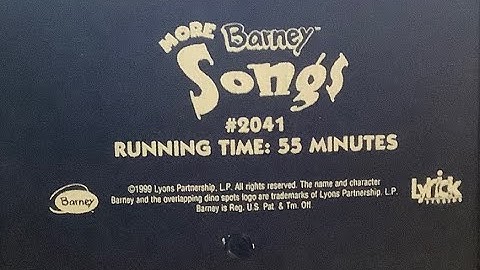 MORE Barney™
Songs
#2041
RUNNING TIME: 55 MINUTES
©1999 Lyons Partnership, L.P. All rights reserved. The name and character
Barney and the overlapping dino spots logo are trademarks of Lyons Partnership, L.P.
Barney is Reg. U.S. Pat. & Tm. Off.
Barney
Lyrick
STUDIOS